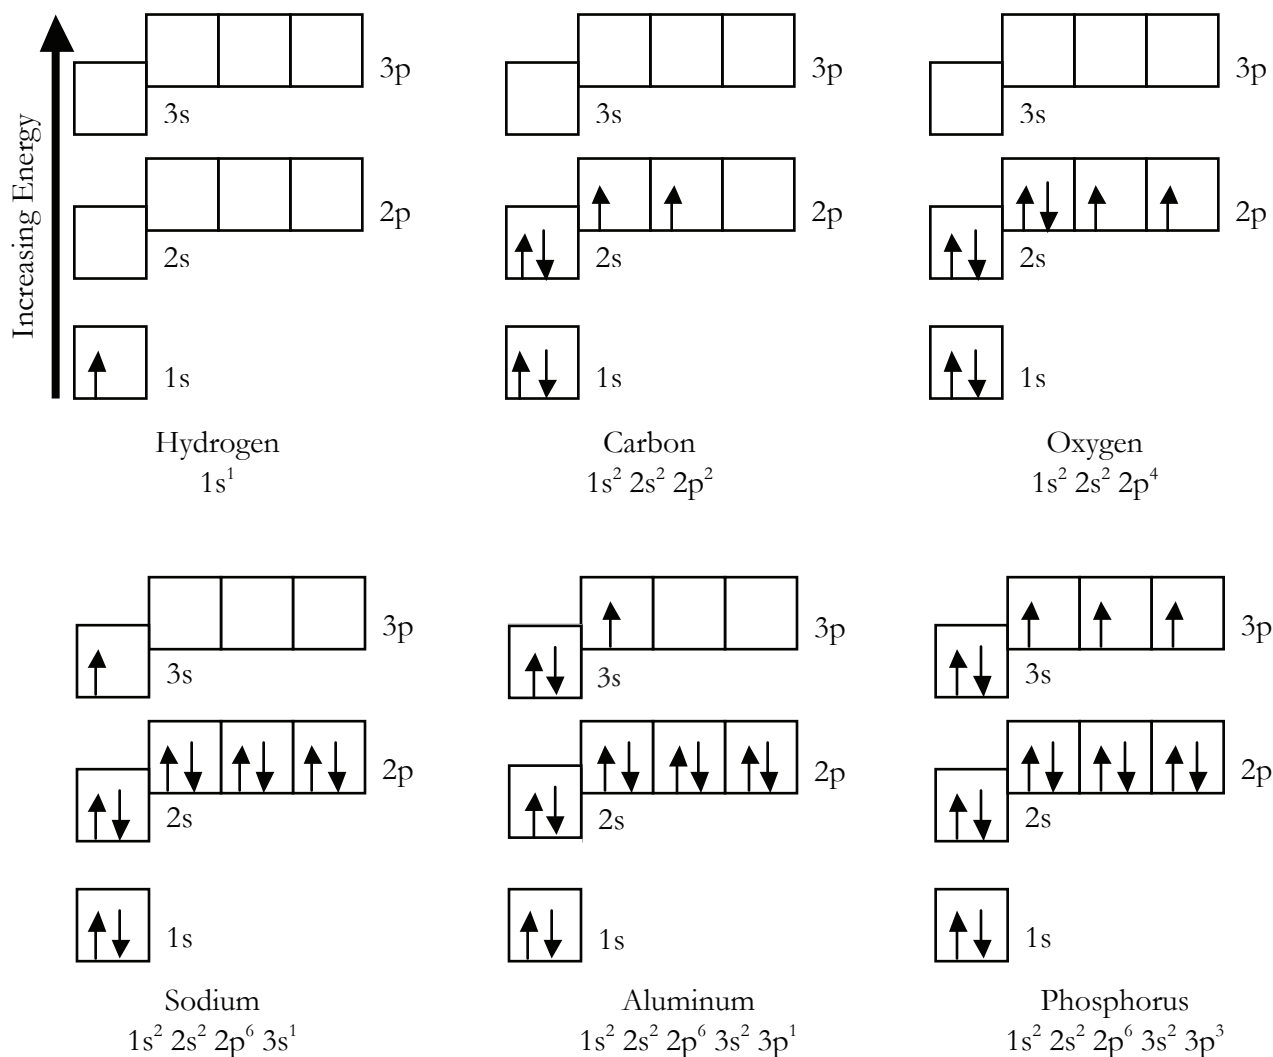 Increasing Energy
3p
3s
2p
2s
1s
Hydrogen
1s¹
3p
3s
2p
2s
1s
Carbon
1s² 2s² 2p²
3p
3s
2p
2s
1s
Oxygen
1s² 2s² 2p⁴
3p
3s
2p
2s
1s
Sodium
1s² 2s² 2p⁶ 3s¹
3p
3s
2p
2s
1s
Aluminum
1s² 2s² 2p⁶ 3s² 3p¹
3p
3s
2p
2s
1s
Phosphorus
1s² 2s² 2p⁶ 3s² 3p³